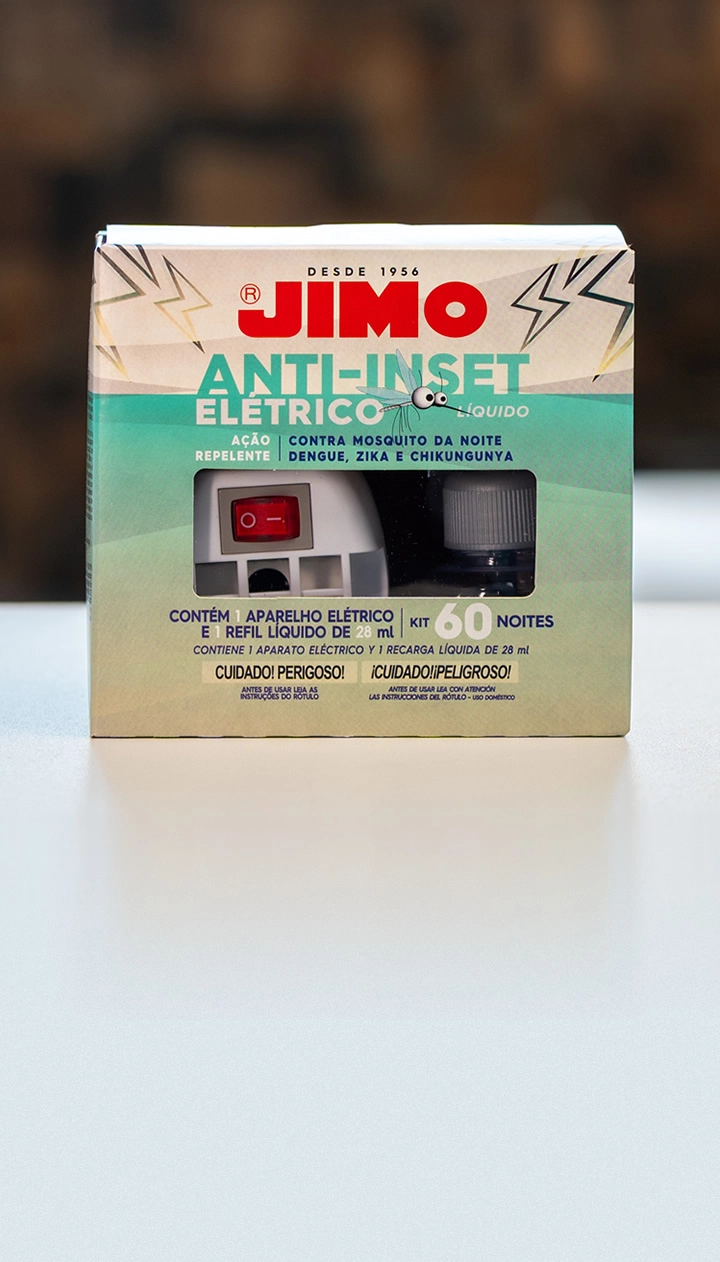 DESDE 1956
® JIMO
ANTI-INSET
ELÉTRICO LÍQUIDO
AÇÃO REPELENTE
CONTRA MOSQUITO DA NOITE
DENGUE, ZIKA E CHIKUNGUNYA
CONTÉM 1 APARELHO ELÉTRICO
E 1 REFIL LÍQUIDO DE 28 ml
KIT 60 NOITES
CONTIENE 1 APARATO ELÉCTRICO Y 1 RECARGA LÍQUIDA DE 28 ml
CUIDADO! PERIGOSO!
ANTES DE USAR LEIA AS
INSTRUÇÕES DO RÓTULO
¡CUIDADO!¡PELIGROSO!
ANTES DE USAR LEA CON ATENCIÓN
LAS INSTRUCCIONES DEL RÓTULO - USO DOMÉSTICO